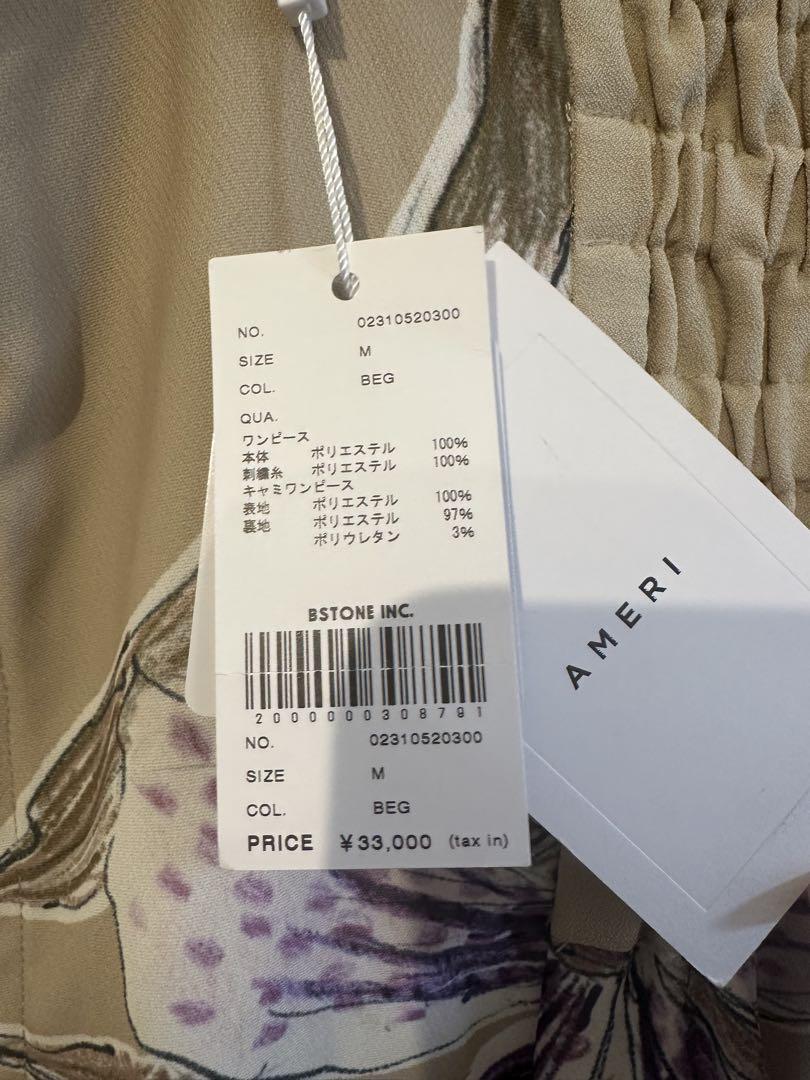 NO. 02310520300
SIZE M
COL. BEG
QUA.
ワンピース
本体 ポリエステル 100%
刺繍糸 ポリエステル 100%
キャミワンピース
表地 ポリエステル 100%
裏地 ポリエステル 97%
ポリウレタン 3%
BSTONE INC.
2000000308791
NO. 02310520300
SIZE M
COL. BEG
PRICE ¥33,000 (tax in)
AMERI